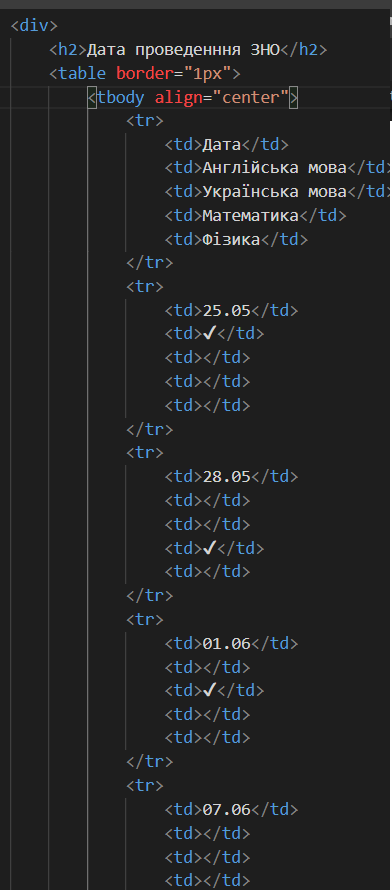 <div>
<h2>Дата проведенння ЗНО</h2>
<table border="1px">
<tbody align="center">
<tr>
<td>Дата</td>
<td>Англійська мова</td
<td>Українська мова</td
<td>Математика</td>
<td>Фізика</td>
</tr>
<tr>
<td>25.05</td>
<td>✔</td>
<td></td>
<td></td>
<td></td>
</tr>
<tr>
<td>28.05</td>
<td></td>
<td></td>
<td>✔</td>
<td></td>
</tr>
<tr>
<td>01.06</td>
<td></td>
<td>✔</td>
<td></td>
<td></td>
</tr>
<tr>
<td>07.06</td>
<td></td>
<td></td>
<td></td>